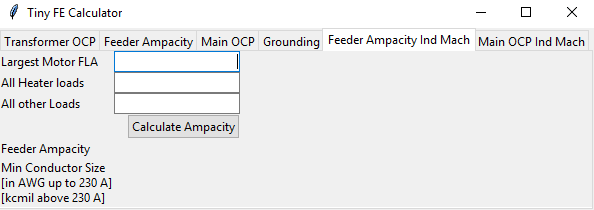 Tiny FE Calculator
Transformer OCP Feeder Ampacity Main OCP Grounding Feeder Ampacity Ind Mach Main OCP Ind Mach
Largest Motor FLA
All Heater loads
All other Loads
Calculate Ampacity
Feeder Ampacity
Min Conductor Size
[in AWG up to 230 A]
[kcmil above 230 A]